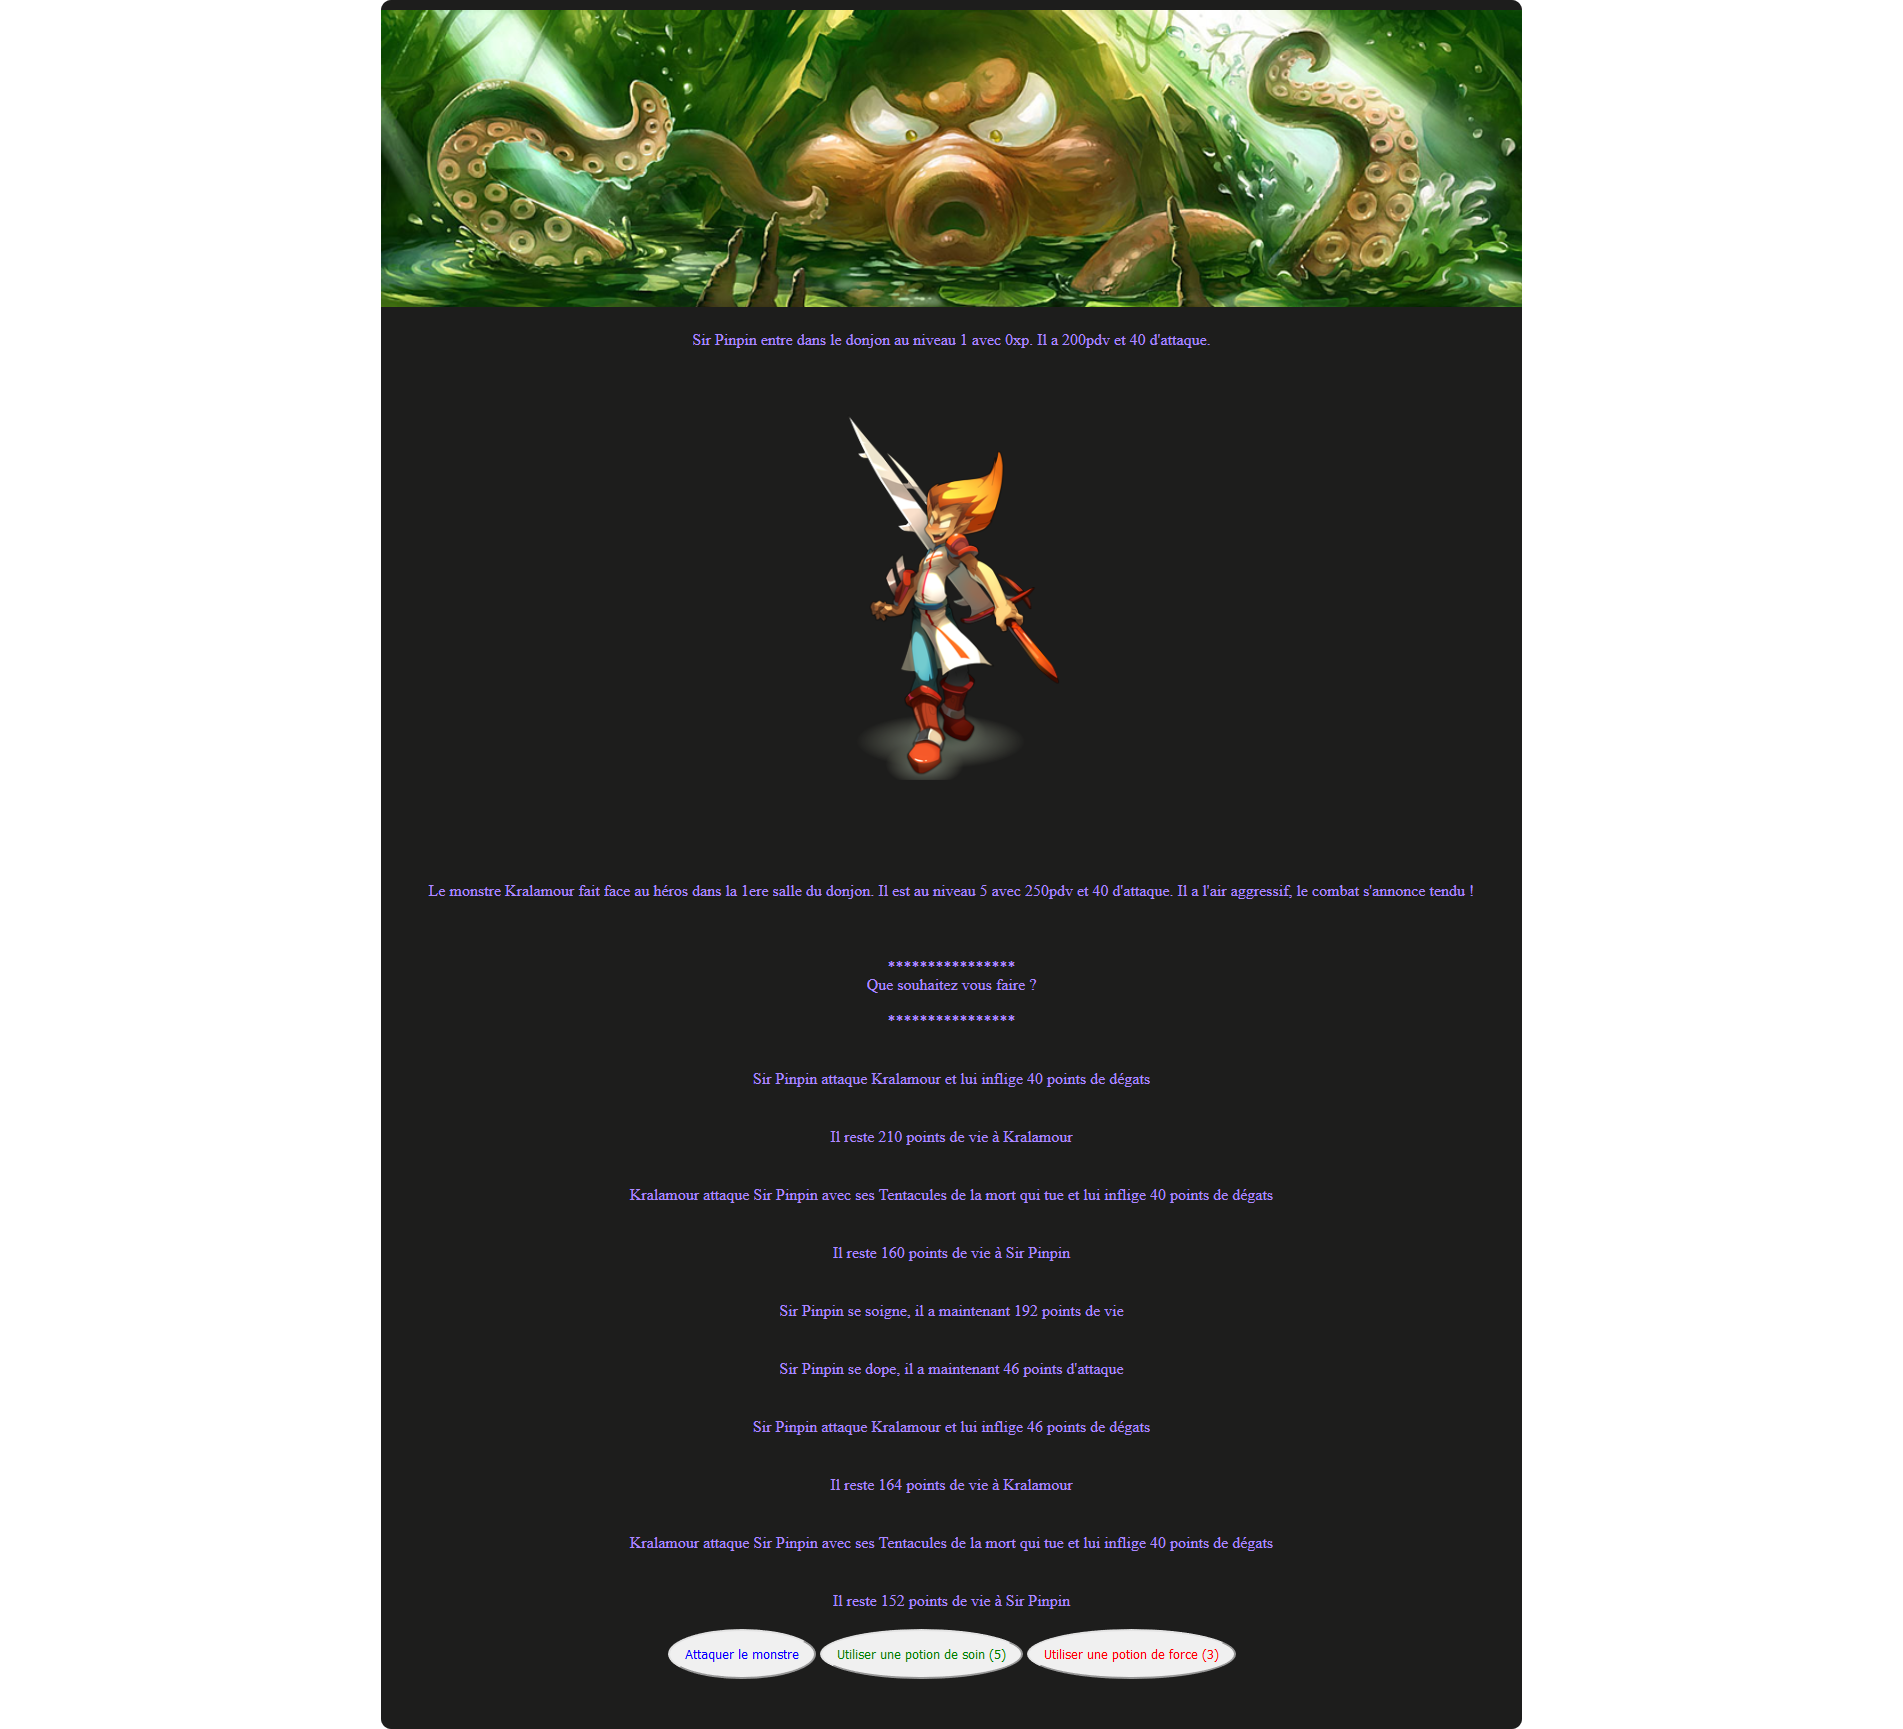 Sir Pinpin entre dans le donjon au niveau 1 avec 0xp. Il a 200pdv et 40 d'attaque.
Le monstre Kralamour fait face au héros dans la 1ere salle du donjon. Il est au niveau 5 avec 250pdv et 40 d'attaque. Il a l'air aggressif, le combat s'annonce tendu !
****************
Que souhaitez vous faire ?
****************
Sir Pinpin attaque Kralamour et lui inflige 40 points de dégats
Il reste 210 points de vie à Kralamour
Kralamour attaque Sir Pinpin avec ses Tentacules de la mort qui tue et lui inflige 40 points de dégats
Il reste 160 points de vie à Sir Pinpin
Sir Pinpin se soigne, il a maintenant 192 points de vie
Sir Pinpin se dope, il a maintenant 46 points d'attaque
Sir Pinpin attaque Kralamour et lui inflige 46 points de dégats
Il reste 164 points de vie à Kralamour
Kralamour attaque Sir Pinpin avec ses Tentacules de la mort qui tue et lui inflige 40 points de dégats
Il reste 152 points de vie à Sir Pinpin
Attaquer le monstre Utiliser une potion de soin (5) Utiliser une potion de force (3)